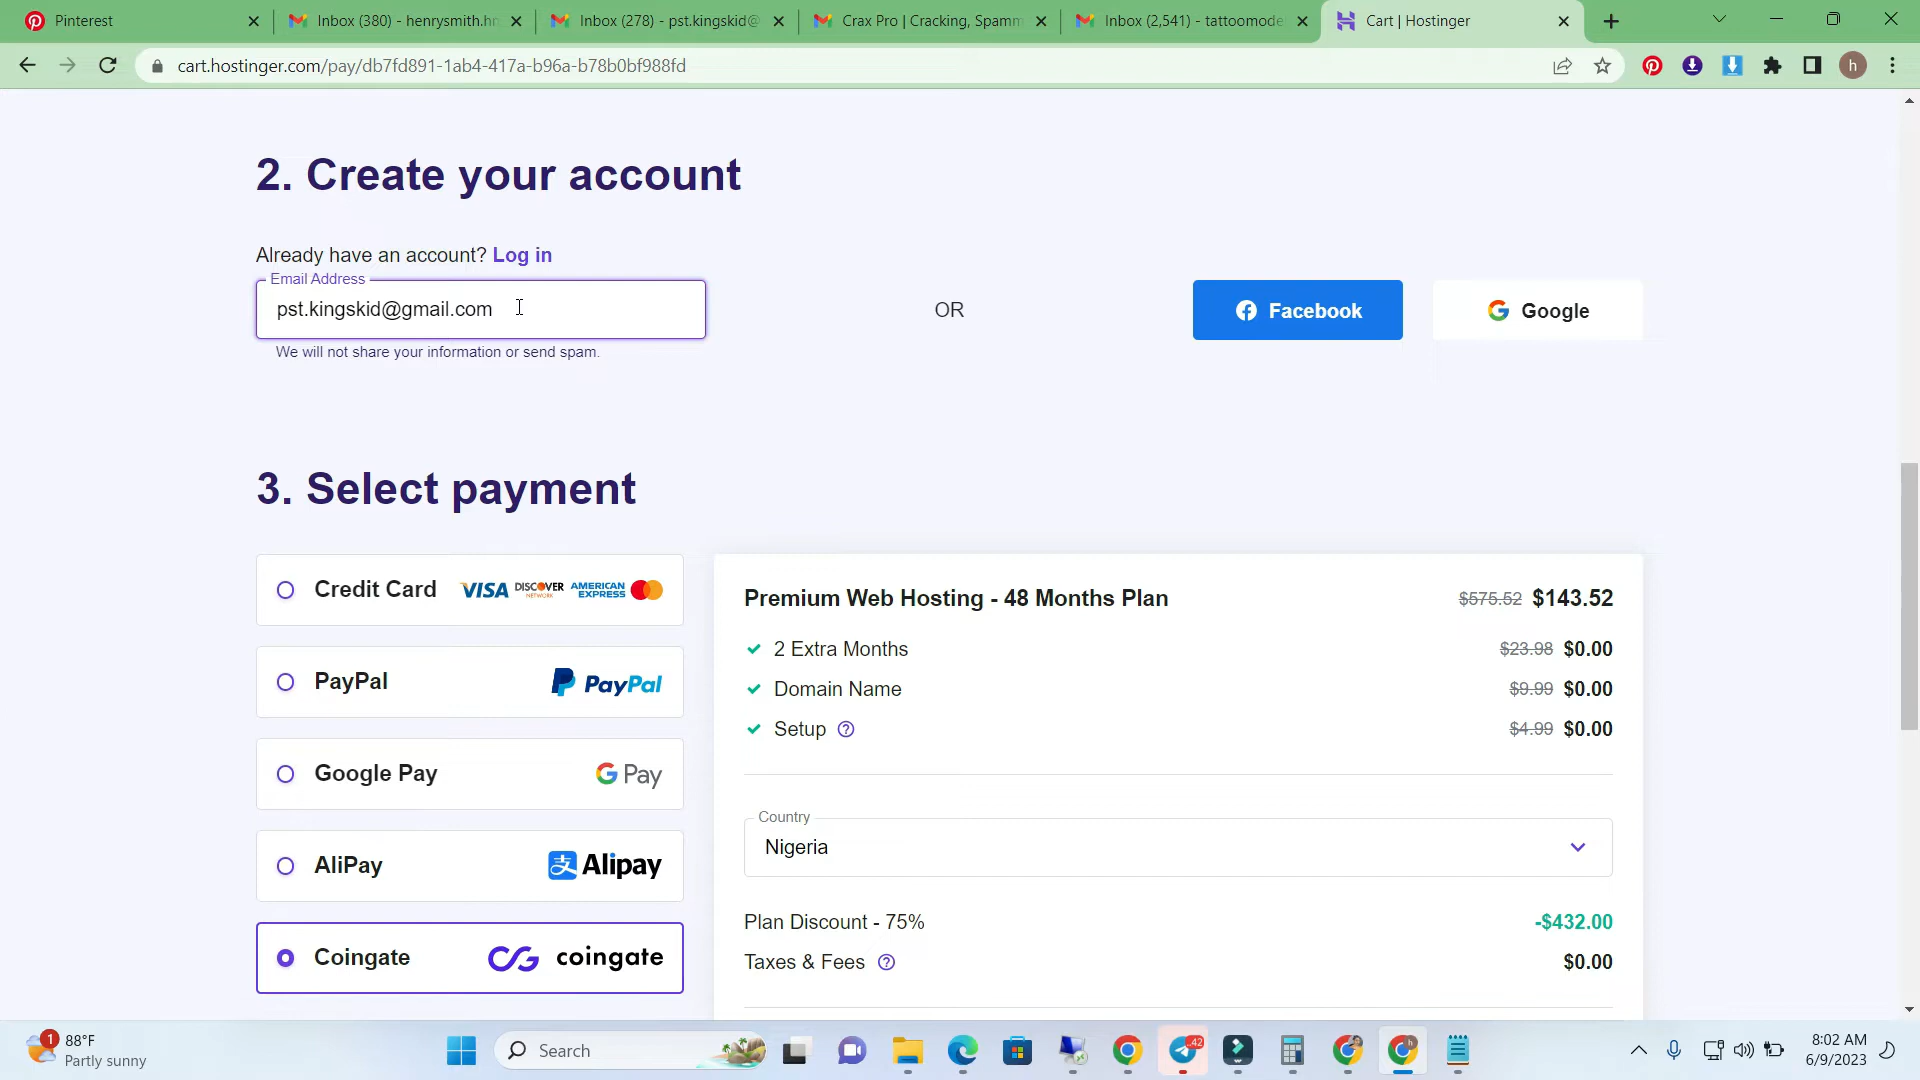 Pinterest
Inbox (380) - henrysmith.hn
Inbox (278) - pst.kingskid@
Crax Pro | Cracking, Spamm
Inbox (2,541) - tattoomode
Cart | Hostinger
cart.hostinger.com/pay/db7fd891-1ab4-417a-b96a-b78b0bf988fd
h
2. Create your account
Already have an account? Log in
Email Address
pst.kingskid@gmail.com
We will not share your information or send spam.
OR
Facebook
Google
3. Select payment
Credit Card VISA DISCOVER NETWORK AMERICAN EXPRESS
PayPal PayPal
Google Pay G Pay
AliPay 支 Alipay
Coingate coingate
Premium Web Hosting - 48 Months Plan $575.52 $143.52
2 Extra Months $23.98 $0.00
Domain Name $9.99 $0.00
Setup $4.99 $0.00
Country
Nigeria
Plan Discount - 75% -$432.00
Taxes & Fees $0.00
1
88°F
Partly sunny
Search
42
8:02 AM
6/9/2023